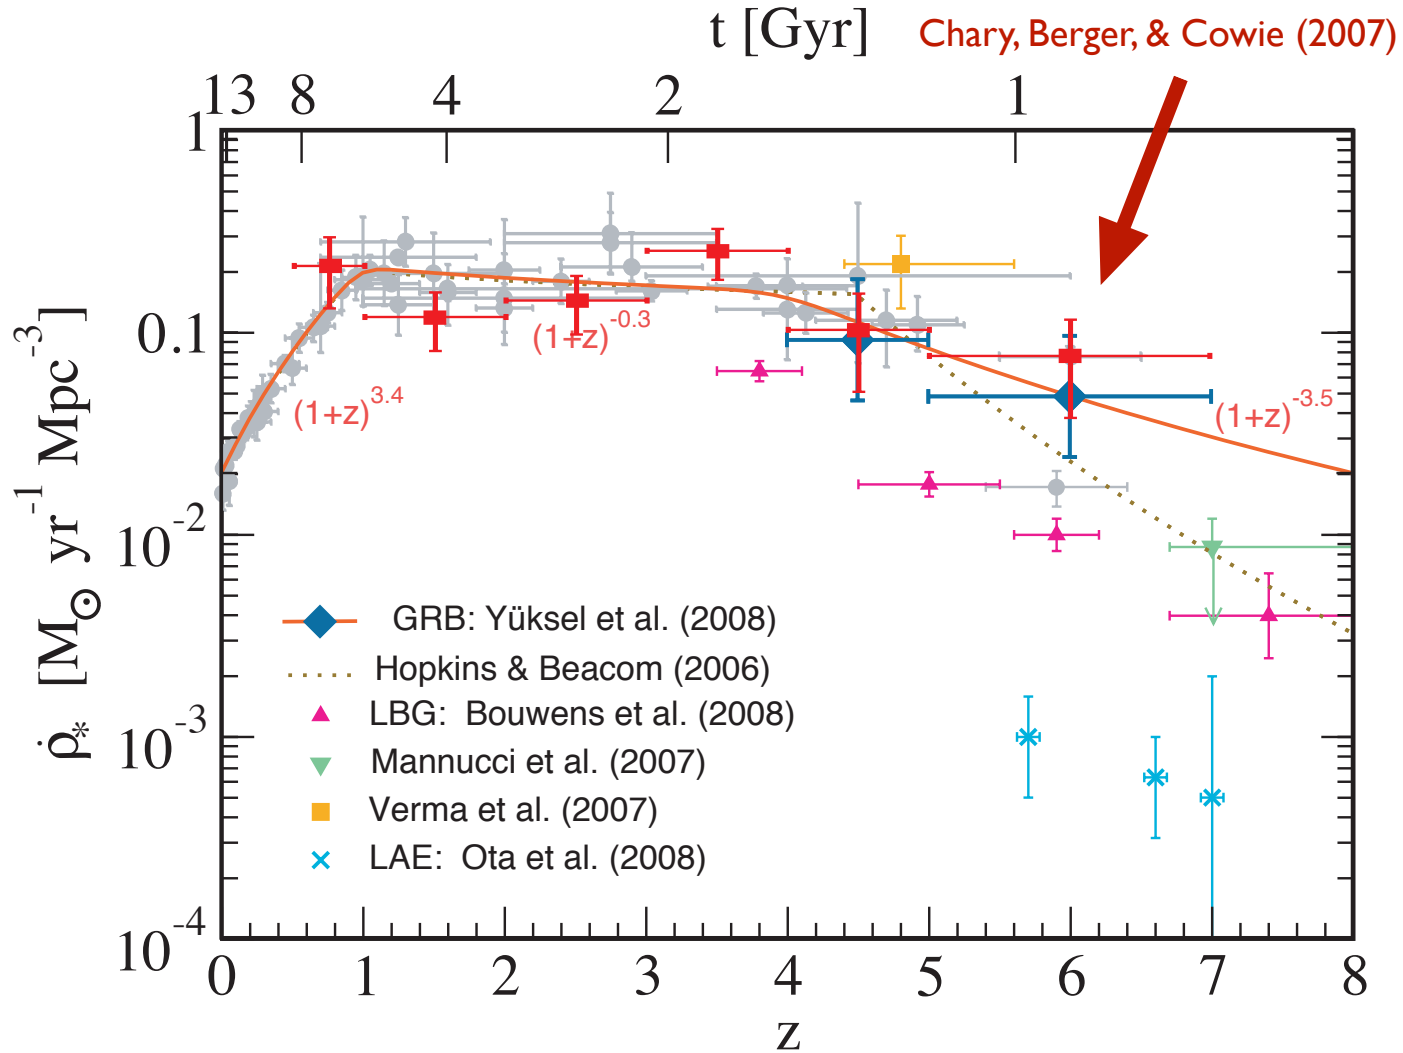 t [Gyr] Chary, Berger, & Cowie (2007)
13 8 4 2 1
1
0.1
10^-2
10^-3
10^-4
ρ̇* [M⊙ yr^-1 Mpc^-3]
(1+z)^3.4
(1+z)^-0.3
(1+z)^-3.5
GRB: Yüksel et al. (2008)
Hopkins & Beacom (2006)
LBG: Bouwens et al. (2008)
Mannucci et al. (2007)
Verma et al. (2007)
LAE: Ota et al. (2008)
0 1 2 3 4 5 6 7 8
z